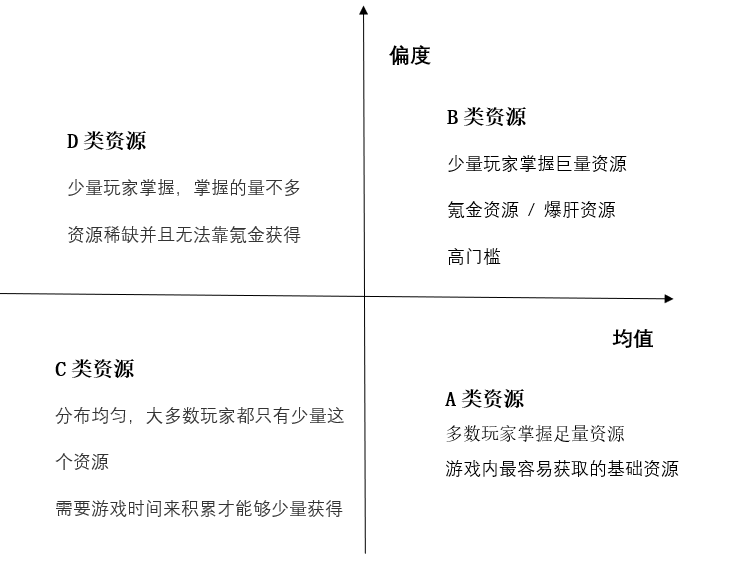 偏度
D 类资源
少量玩家掌握，掌握的量不多
资源稀缺并且无法靠氪金获得
B 类资源
少量玩家掌握巨量资源
氪金资源 / 爆肝资源
高门槛
均值
C 类资源
分布均匀，大多数玩家都只有少量这
个资源
需要游戏时间来积累才能够少量获得
A 类资源
多数玩家掌握足量资源
游戏内最容易获取的基础资源